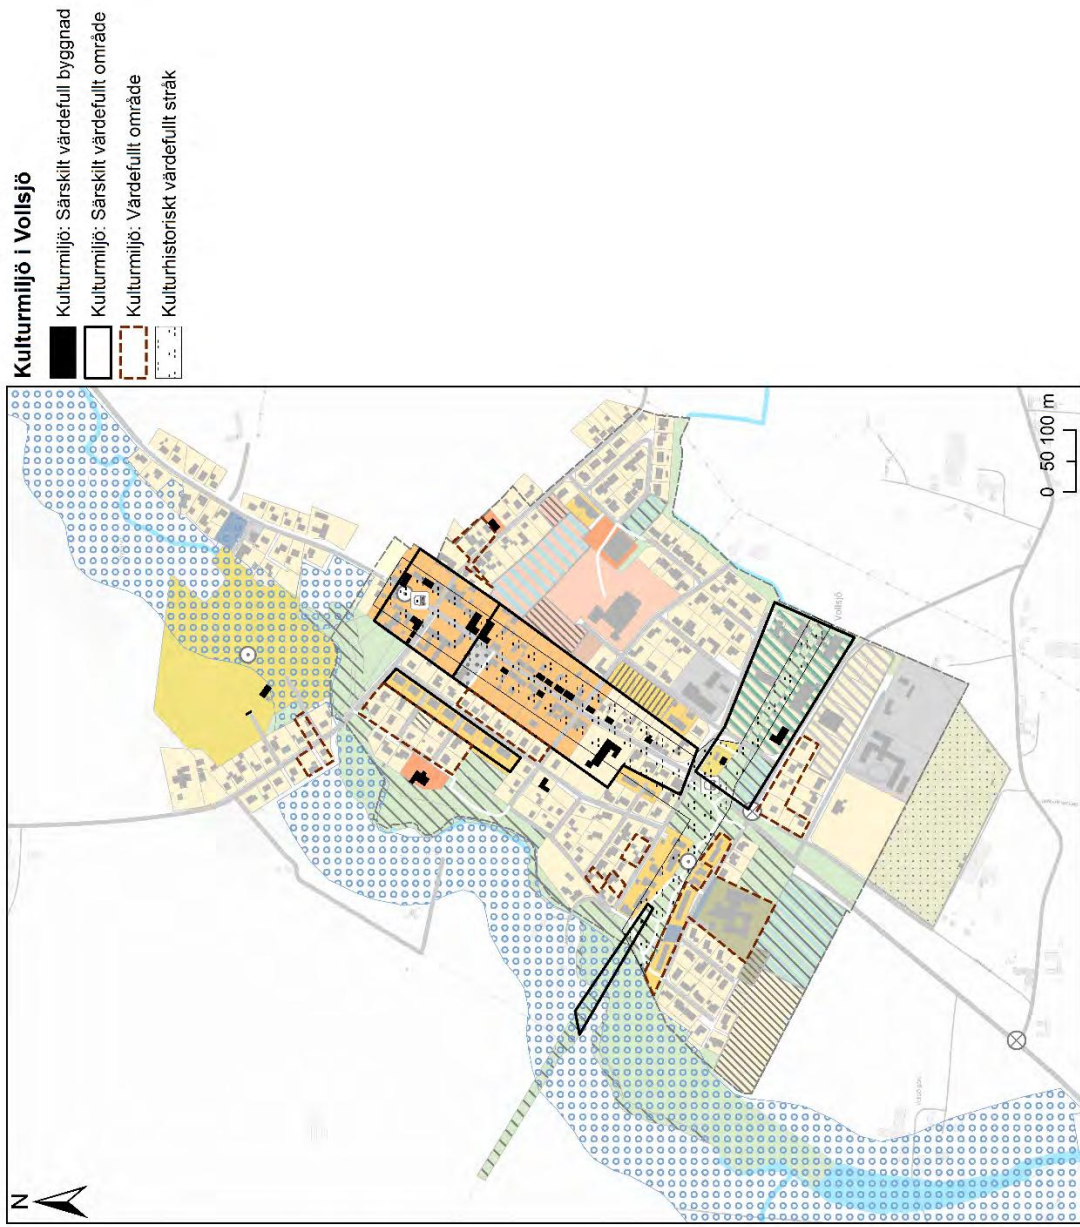 Kulturmiljö i Vollsjö
Kulturmiljö: Särskilt värdefull byggnad
Kulturmiljö: Särskilt värdefullt område
Kulturmiljö: Värdefullt område
Kulturhistoriskt värdefullt stråk
N
Vollsjö
0 50 100 m